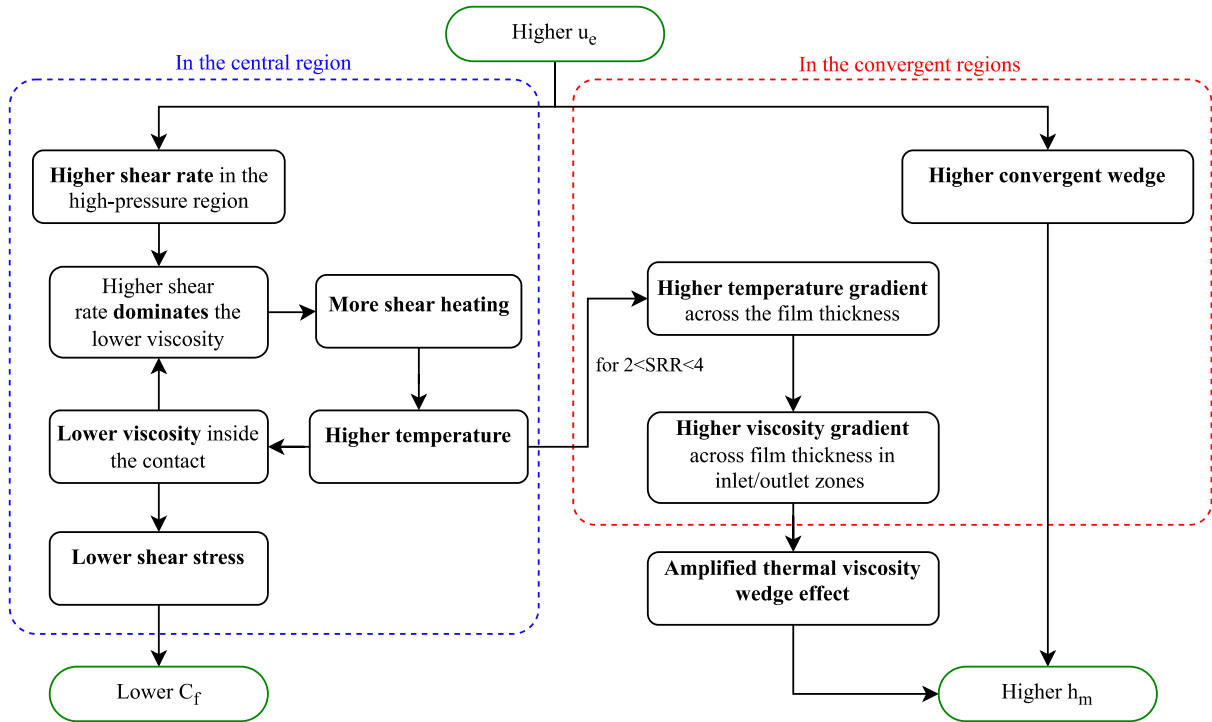 Higher uₑ
In the central region
In the convergent regions
Higher shear rate in the
high-pressure region
Higher convergent wedge
Higher shear
rate dominates the
lower viscosity
More shear heating
Higher temperature gradient
across the film thickness
for 2<SRR<4
Lower viscosity inside
the contact
Higher temperature
Higher viscosity gradient
across film thickness in
inlet/outlet zones
Lower shear stress
Amplified thermal viscosity
wedge effect
Lower C_f
Higher h_m